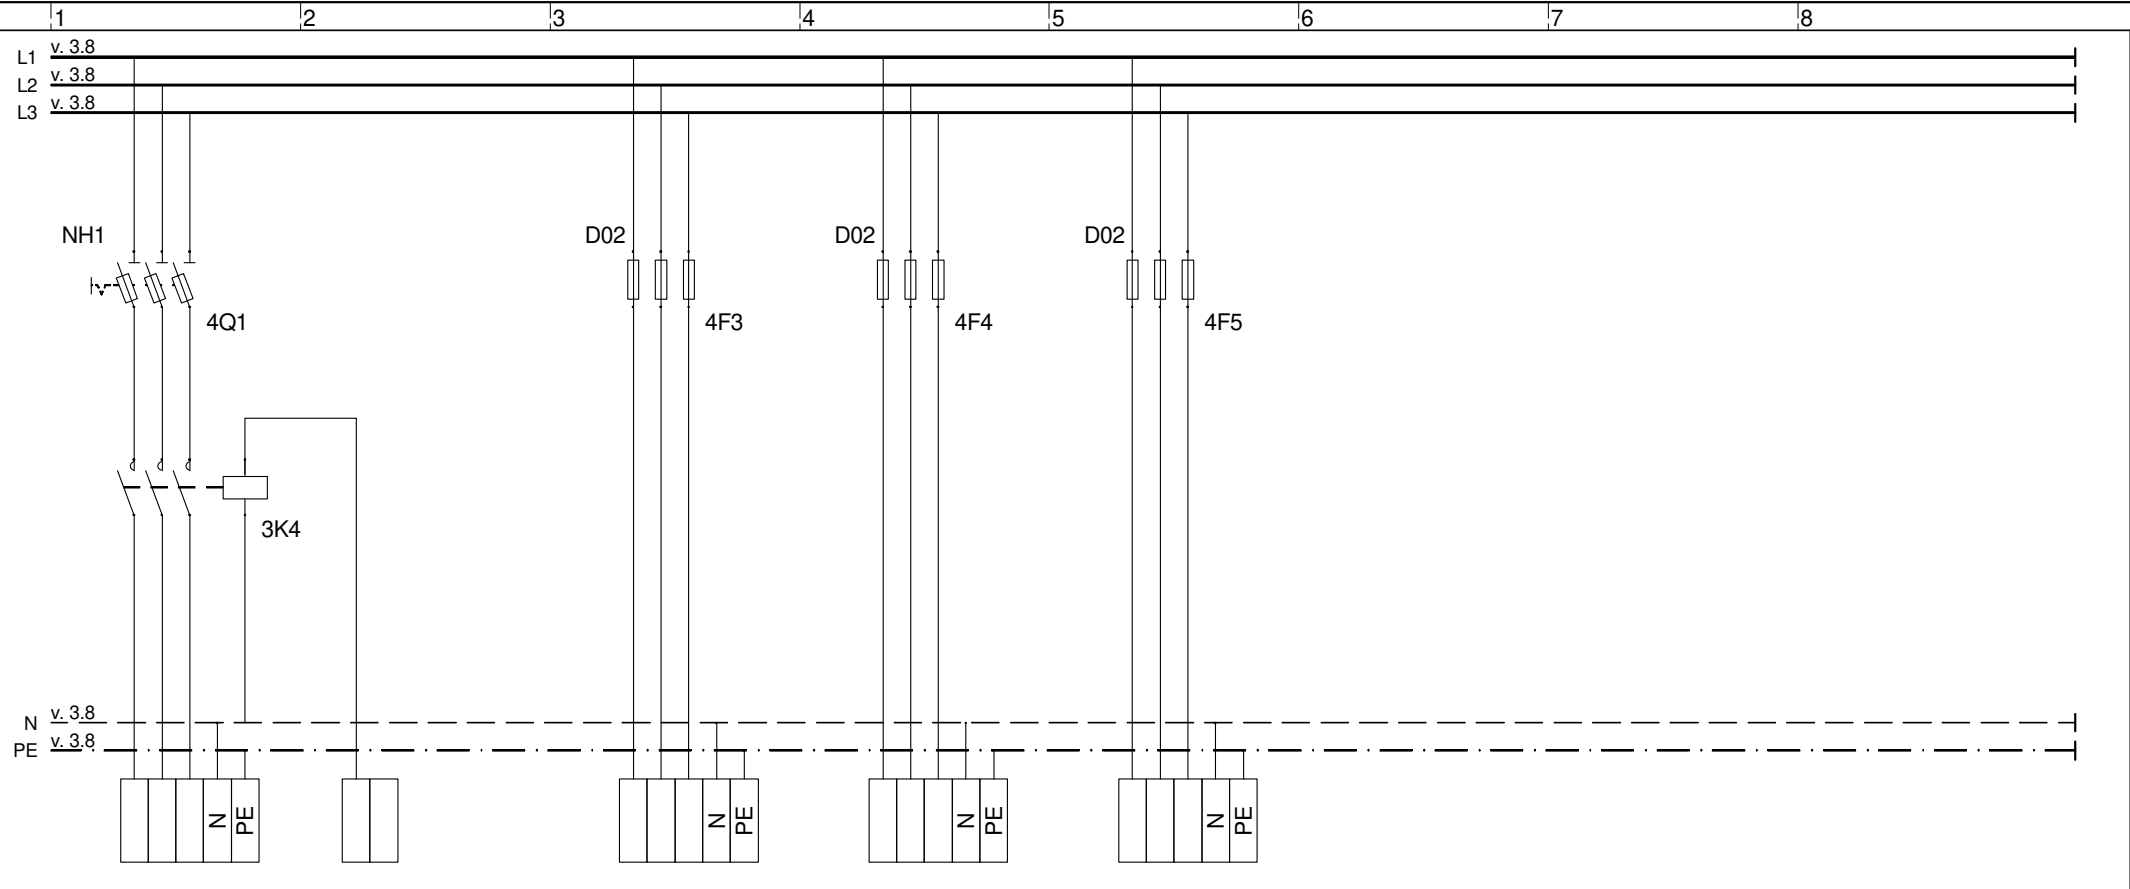 1 2 3 4 5 6 7 8
L1 v. 3.8
L2 v. 3.8
L3 v. 3.8
NH1 D02 D02 D02
4Q1 4F3 4F4 4F5
3K4
N v. 3.8
PE v. 3.8
N PE N PE N PE N PE